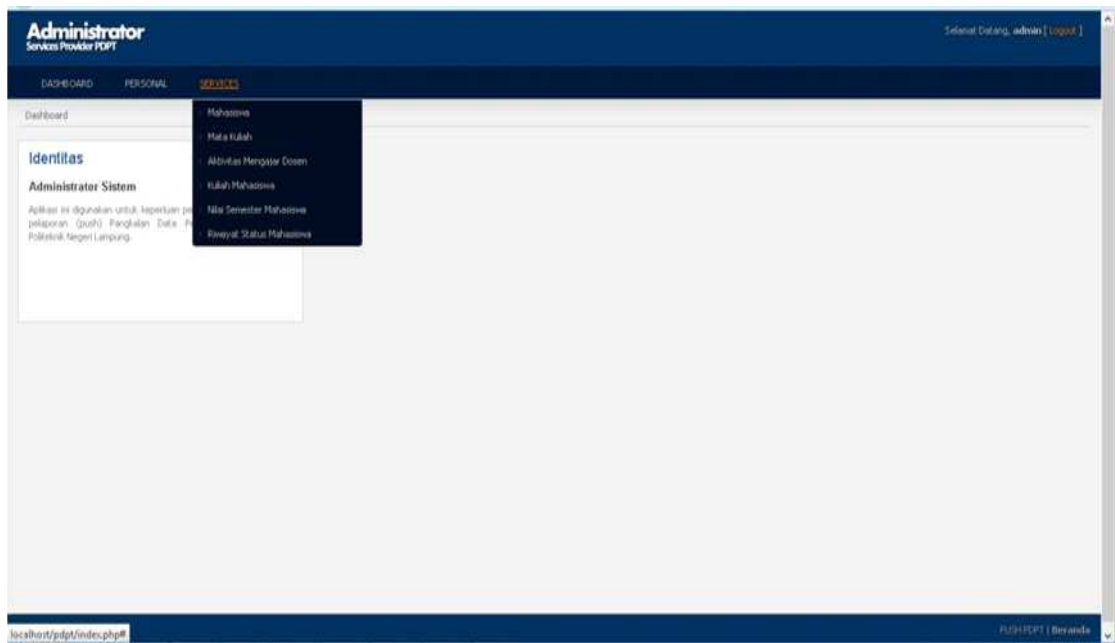 Administrator
Services Provider PDPT
Selamat Datang, admin [ Logout ]
DASHBOARD PERSONAL SERVICES
Dashboard
Mahasiswa
Mata Kuliah
Aktivitas Mengajar Dosen
Kuliah Mahasiswa
Nilai Semester Mahasiswa
Riwayat Status Mahasiswa
Identitas
Administrator Sistem
Aplikasi ini digunakan untuk keperluan
pelaporan (push) Pangkalan Data
Politeknik Negeri Lampung.
localhost/pdpt/index.php#
PUSH PDPT | Beranda